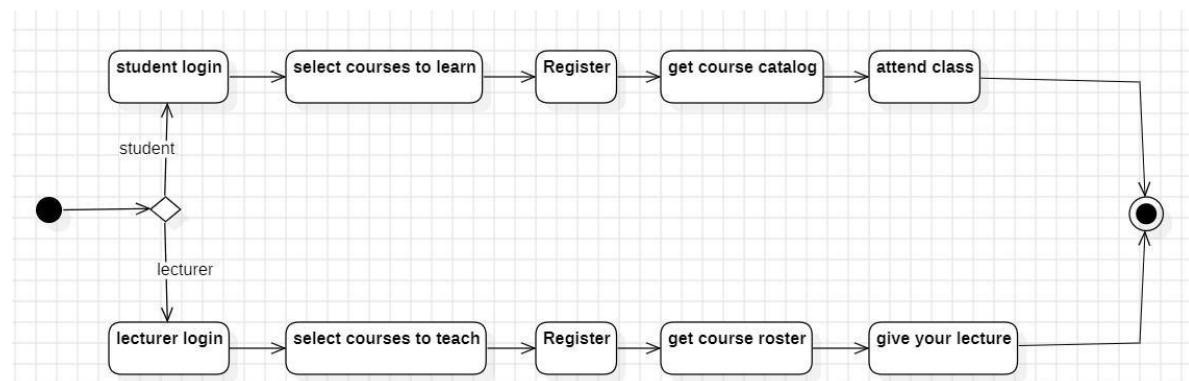 student login
select courses to learn
Register
get course catalog
attend class
student
lecturer
lecturer login
select courses to teach
Register
get course roster
give your lecture